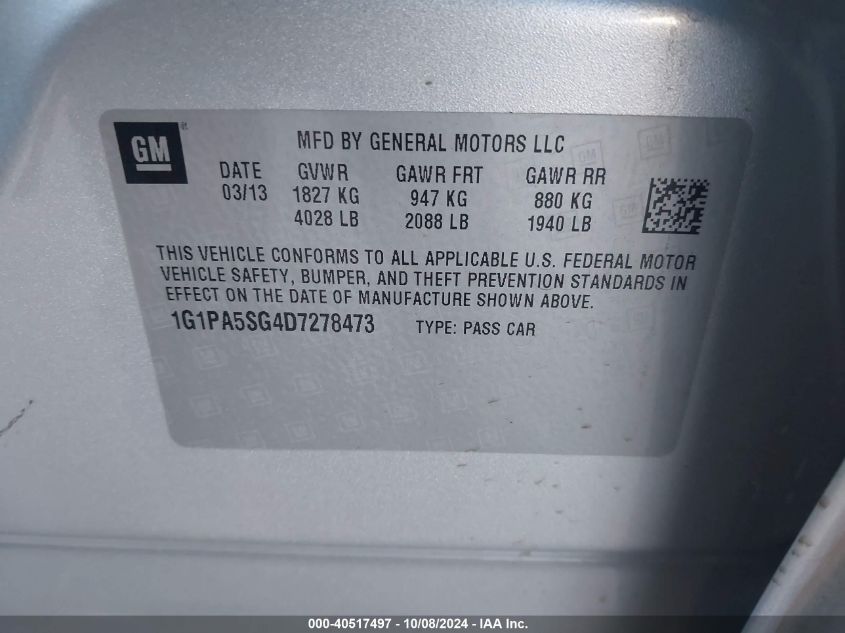 GM
MFD BY GENERAL MOTORS LLC
DATE GVWR GAWR FRT GAWR RR
03/13 1827 KG 947 KG 880 KG
4028 LB 2088 LB 1940 LB
THIS VEHICLE CONFORMS TO ALL APPLICABLE U.S. FEDERAL MOTOR
VEHICLE SAFETY, BUMPER, AND THEFT PREVENTION STANDARDS IN
EFFECT ON THE DATE OF MANUFACTURE SHOWN ABOVE.
1G1PA5SG4D7278473 TYPE: PASS CAR
000-40517497 - 10/08/2024 - IAA Inc.